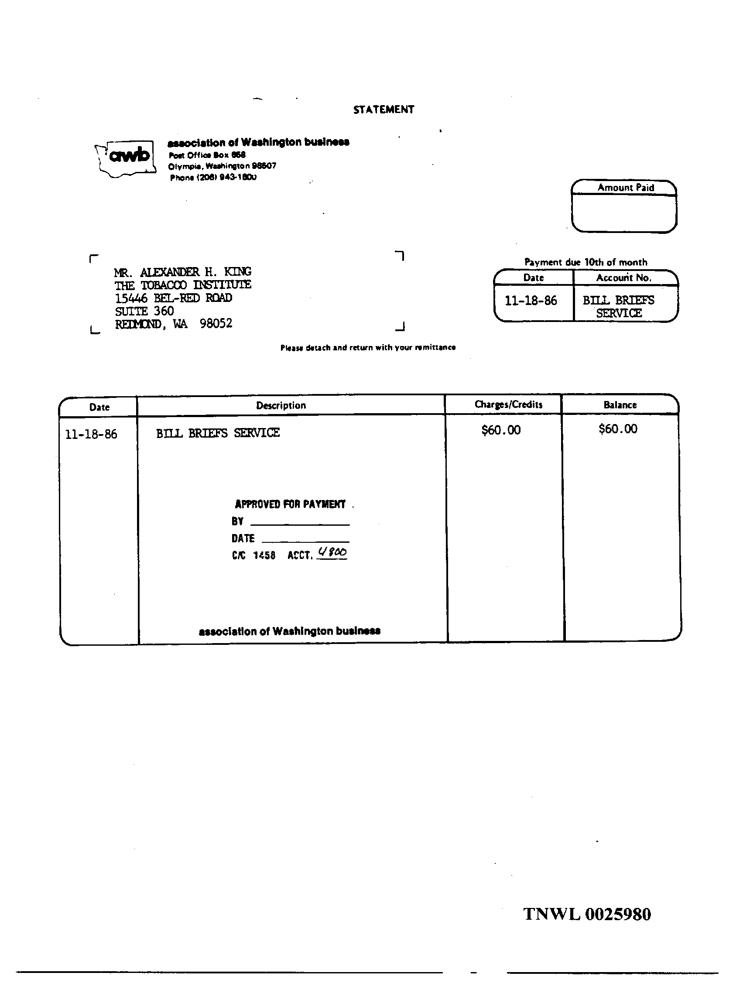 STATEMENT
awb
association of Washington business
Post Office Box 658
Olympia, Washington 98507
Phone (206) 943-1600
Amount Paid
MR. ALEXANDER H. KING
THE TOBACCO INSTITUTE
15446 BEL-RED ROAD
SUITE 360
REDMOND, WA 98052
Payment due 10th of month
Date Account No.
11-18-86 BILL BRIEFS
SERVICE
Please detach and return with your remittance
Date Description Charges/Credits Balance
11-18-86 BILL BRIEFS SERVICE $60.00 $60.00
APPROVED FOR PAYMENT
BY
DATE
C/C 1458 ACCT. 4800
association of Washington business
TNWL 0025980